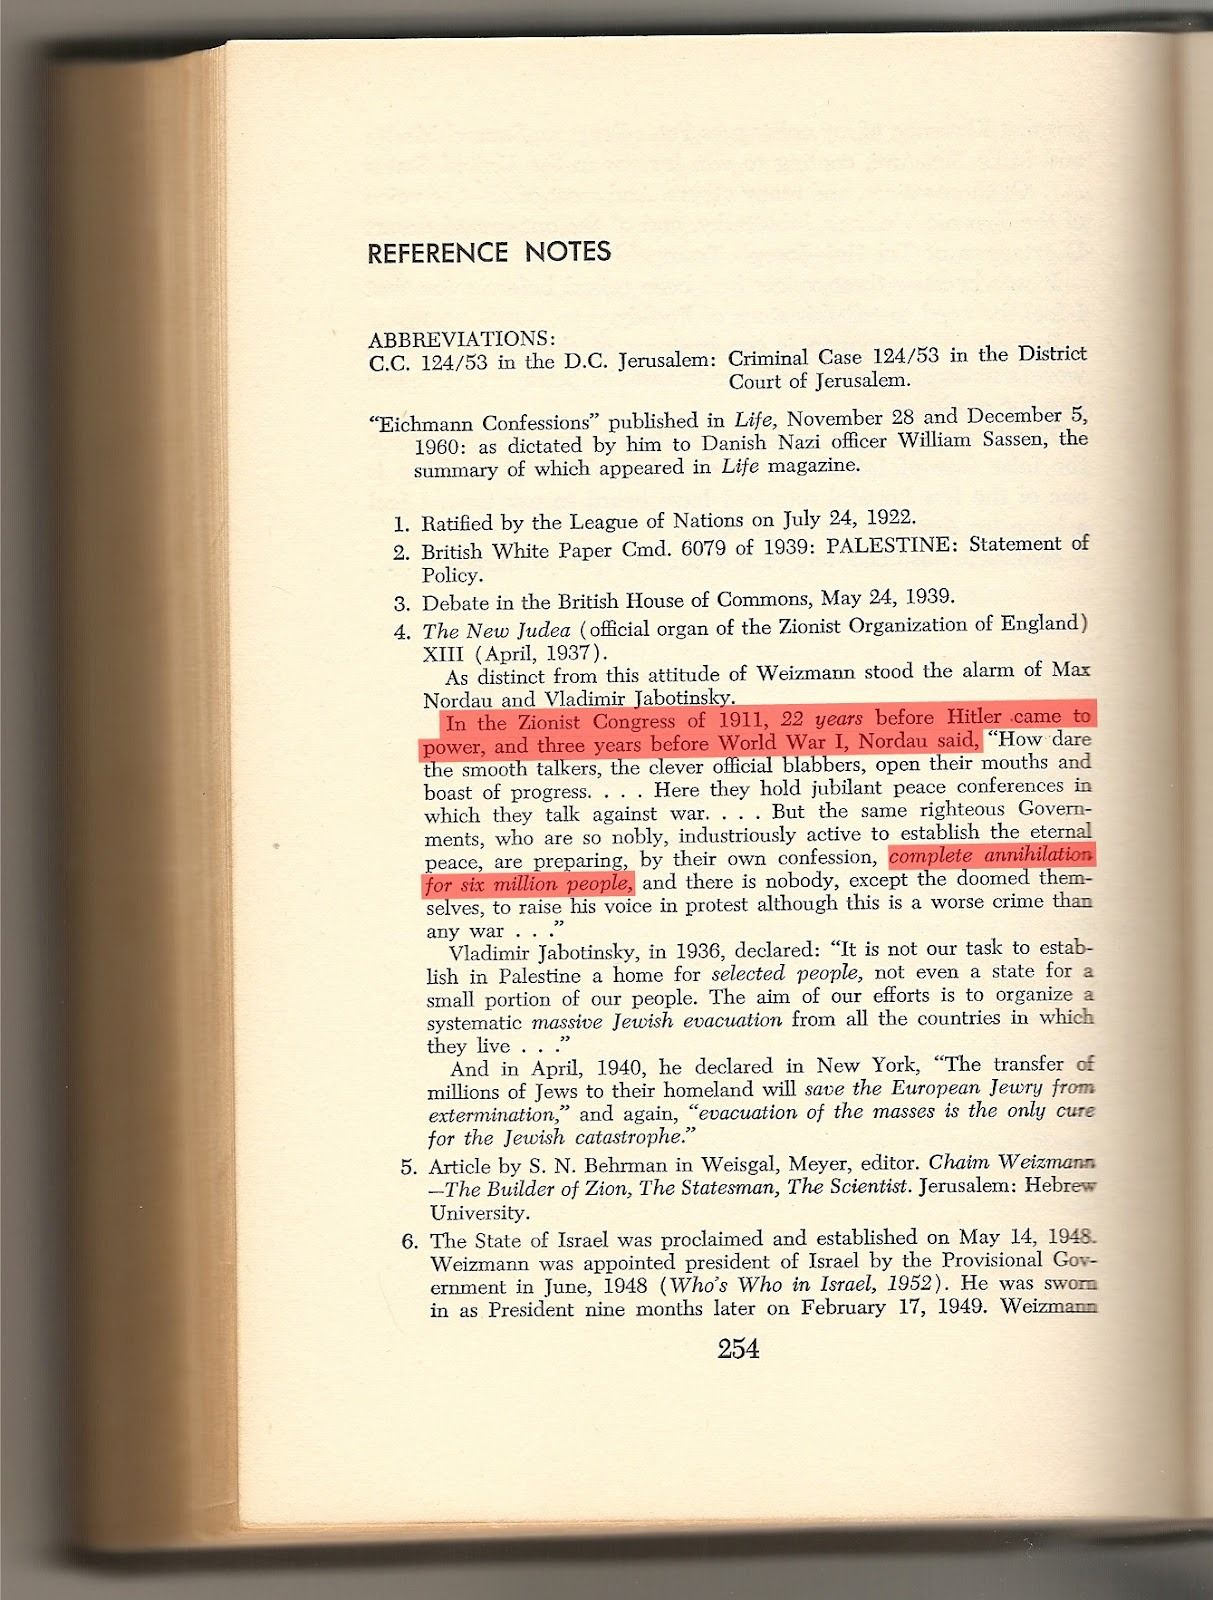 REFERENCE NOTES
ABBREVIATIONS:
C.C. 124/53 in the D.C. Jerusalem: Criminal Case 124/53 in the District
Court of Jerusalem.
“Eichmann Confessions” published in Life, November 28 and December 5,
1960: as dictated by him to Danish Nazi officer William Sassen, the
summary of which appeared in Life magazine.
1. Ratified by the League of Nations on July 24, 1922.
2. British White Paper Cmd. 6079 of 1939: PALESTINE: Statement of
Policy.
3. Debate in the British House of Commons, May 24, 1939.
4. The New Judea (official organ of the Zionist Organization of England)
XIII (April, 1937).
As distinct from this attitude of Weizmann stood the alarm of Max
Nordau and Vladimir Jabotinsky.
In the Zionist Congress of 1911, 22 years before Hitler came to
power, and three years before World War I, Nordau said, “How dare
the smooth talkers, the clever official blabbers, open their mouths and
boast of progress. . . . Here they hold jubilant peace conferences in
which they talk against war. . . . But the same righteous Govern-
ments, who are so nobly, industriously active to establish the eternal
peace, are preparing, by their own confession, complete annihilation
for six million people, and there is nobody, except the doomed them-
selves, to raise his voice in protest although this is a worse crime than
any war . . .”
Vladimir Jabotinsky, in 1936, declared: “It is not our task to estab-
lish in Palestine a home for selected people, not even a state for a
small portion of our people. The aim of our efforts is to organize a
systematic massive Jewish evacuation from all the countries in which
they live . . .”
And in April, 1940, he declared in New York, “The transfer of
millions of Jews to their homeland will save the European Jewry from
extermination,” and again, “evacuation of the masses is the only cure
for the Jewish catastrophe.”
5. Article by S. N. Behrman in Weisgal, Meyer, editor. Chaim Weizmann
—The Builder of Zion, The Statesman, The Scientist. Jerusalem: Hebrew
University.
6. The State of Israel was proclaimed and established on May 14, 1948.
Weizmann was appointed president of Israel by the Provisional Gov-
ernment in June, 1948 (Who’s Who in Israel, 1952). He was sworn
in as President nine months later on February 17, 1949. Weizmann
254